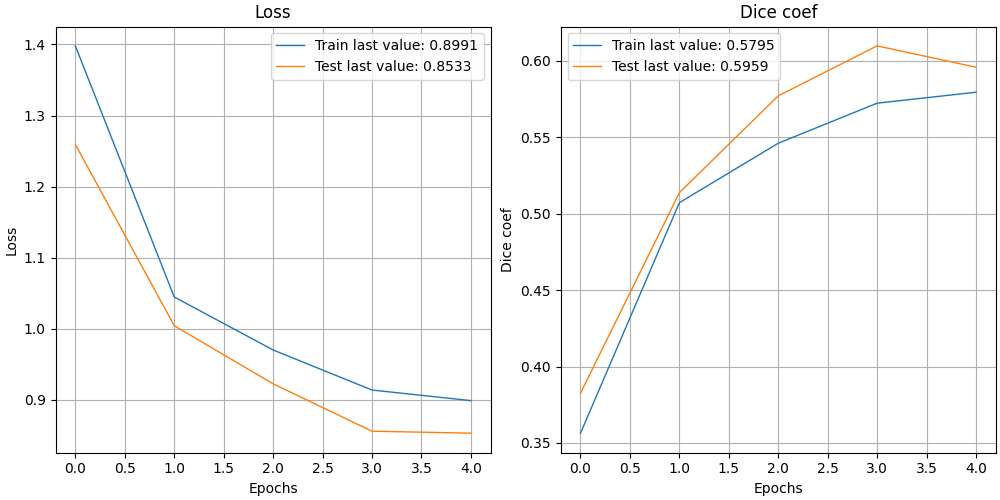 Loss
Train last value: 0.8991
Test last value: 0.8533
1.4
1.3
1.2
1.1
1.0
0.9
Loss
0.0 0.5 1.0 1.5 2.0 2.5 3.0 3.5 4.0
Epochs
Dice coef
Train last value: 0.5795
Test last value: 0.5959
0.60
0.55
0.50
0.45
0.40
0.35
Dice coef
0.0 0.5 1.0 1.5 2.0 2.5 3.0 3.5 4.0
Epochs